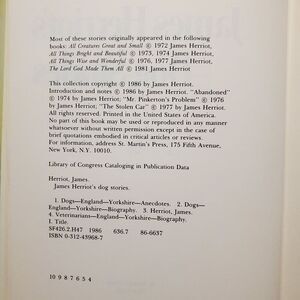 Most of these stories originally appeared in the following
books: All Creatures Great and Small © 1972 James Herriot,
All Things Bright and Beautiful © 1973, 1974 James Herriot,
All Things Wise and Wonderful © 1976, 1977 James Herriot,
The Lord God Made Them All © 1981 James Herriot
This collection copyright © 1986 by James Herriot.
Introduction and notes © 1986 by James Herriot. "Abandoned"
© 1974 by James Herriot; "Mr. Pinkerton's Problem" © 1976
by James Herriot; "The Stolen Car" © 1977 by James Herriot.
All rights reserved. Printed in the United States of America.
No part of this book may be used or reproduced in any manner
whatsoever without written permission except in the case of
brief quotations embodied in critical articles or reviews.
For information, address St. Martin's Press, 175 Fifth Avenue,
New York, N.Y. 10010.
Library of Congress Cataloging in Publication Data
Herriot, James.
James Herriot's dog stories.
1. Dogs—England—Yorkshire—Anecdotes. 2. Dogs—
England—Yorkshire—Biography. 3. Herriot, James.
4. Veterinarians—England—Yorkshire—Biography.
I. Title.
SF426.2.H47 1986 636.7 86-6637
ISBN 0-312-43968-7
10 9 8 7 6 5 4